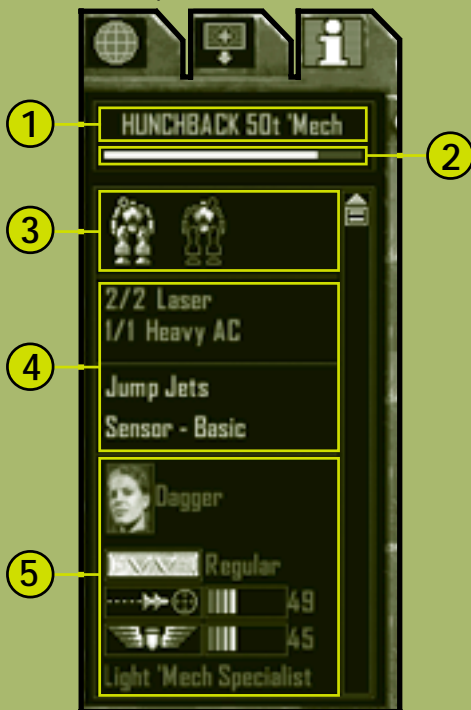 1
HUNCHBACK 50t 'Mech
2
3
2/2 Laser
1/1 Heavy AC
4
Jump Jets
Sensor - Basic
Dagger
5
Regular
49
45
Light 'Mech Specialist